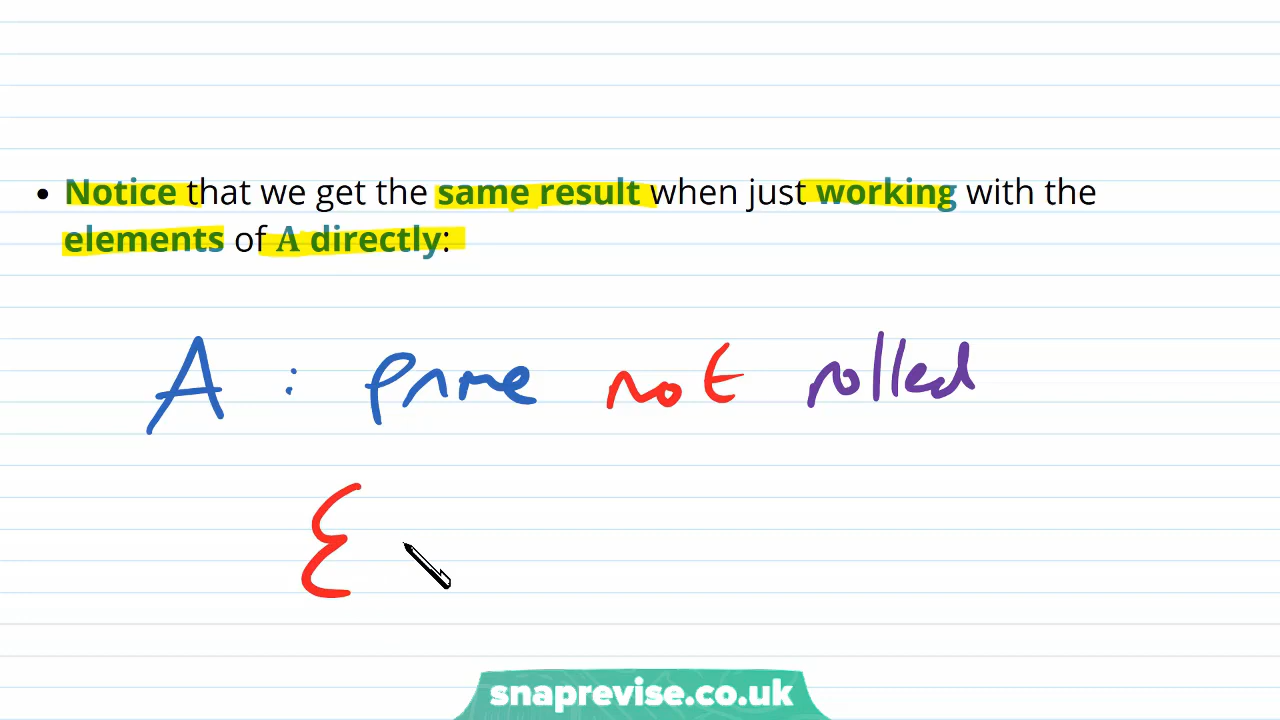 • Notice that we get the same result when just working with the
elements of A directly:
A : prime not rolled
{
snaprevise.co.uk